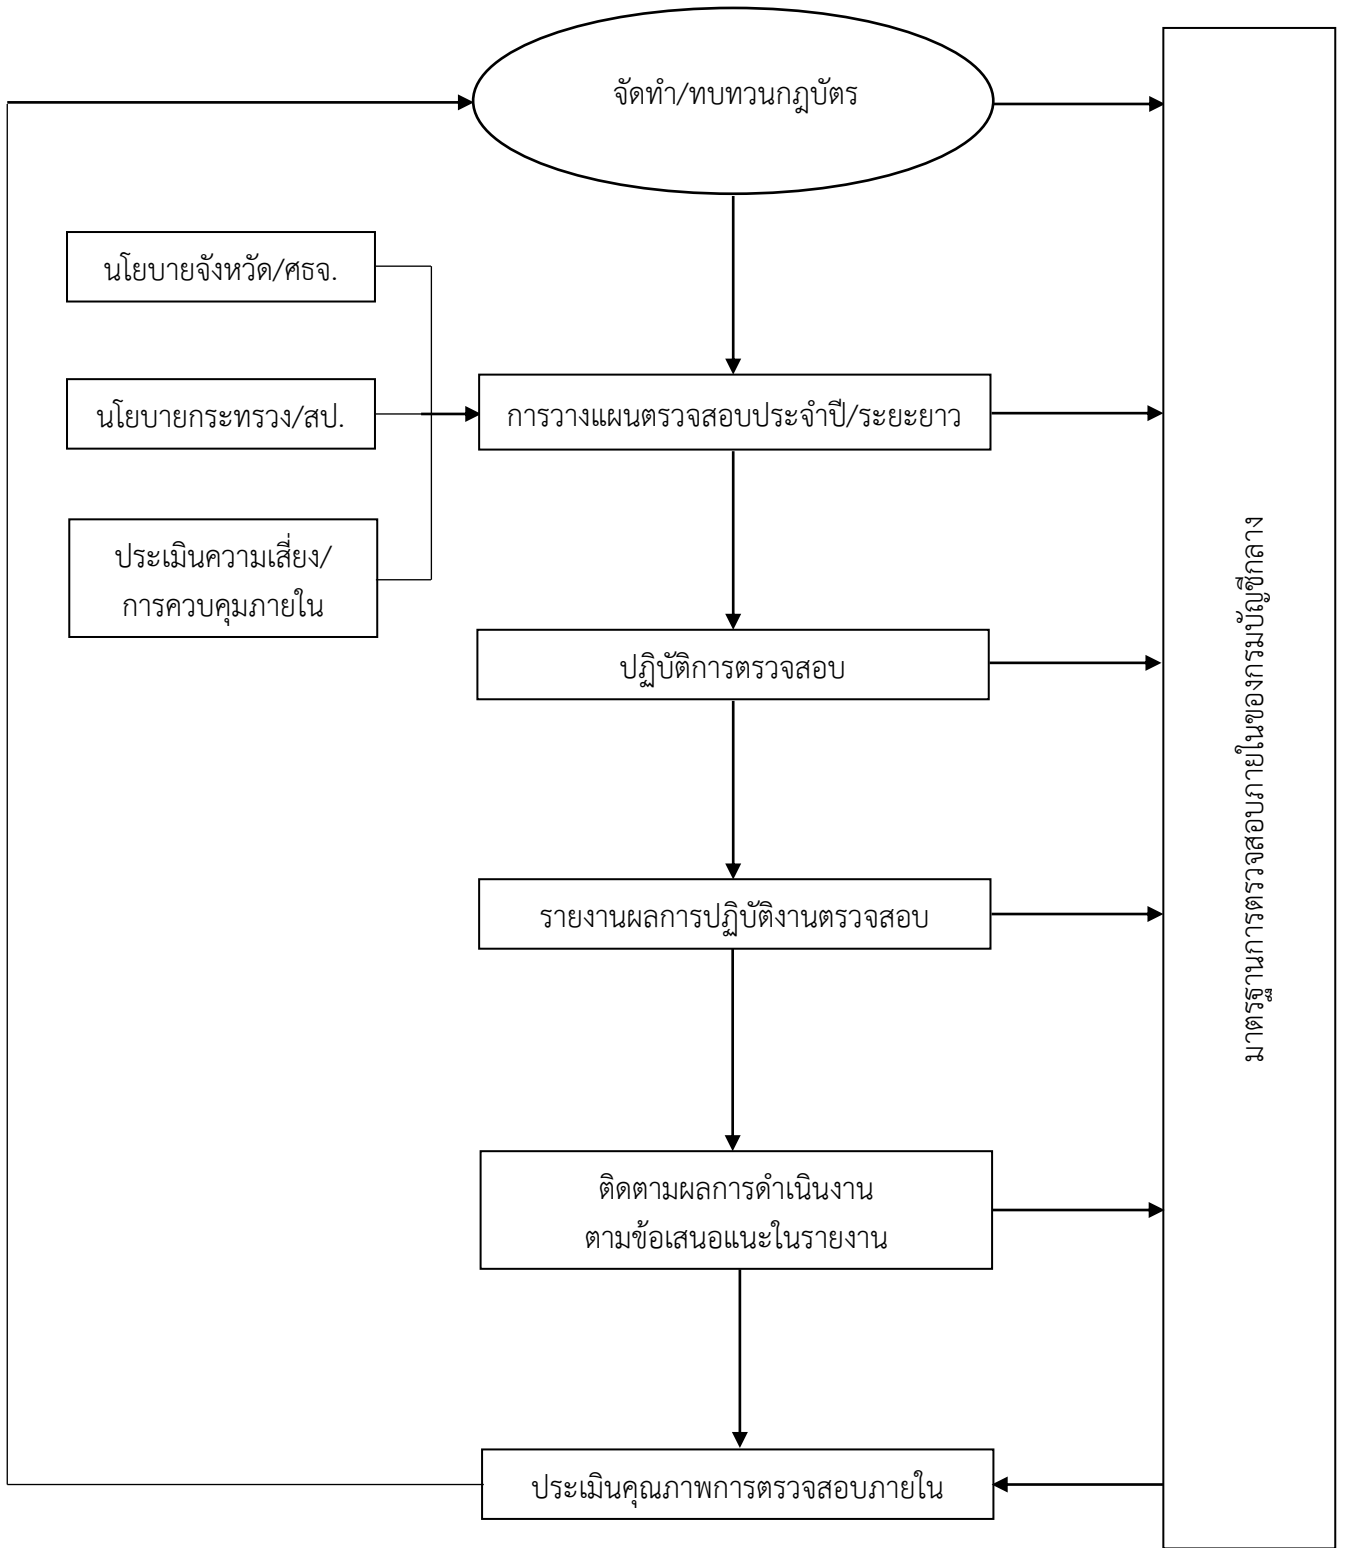 จัดทำ/ทบทวนกฎบัตร
นโยบายจังหวัด/ศธจ.
นโยบายกระทรวง/สป.
การวางแผนตรวจสอบประจำปี/ระยะยาว
ประเมินความเสี่ยง/
การควบคุมภายใน
ปฏิบัติการตรวจสอบ
รายงานผลการปฏิบัติงานตรวจสอบ
ติดตามผลการดำเนินงาน
ตามข้อเสนอแนะในรายงาน
ประเมินคุณภาพการตรวจสอบภายใน
มาตรฐานการตรวจสอบภายในของกรมบัญชีกลาง